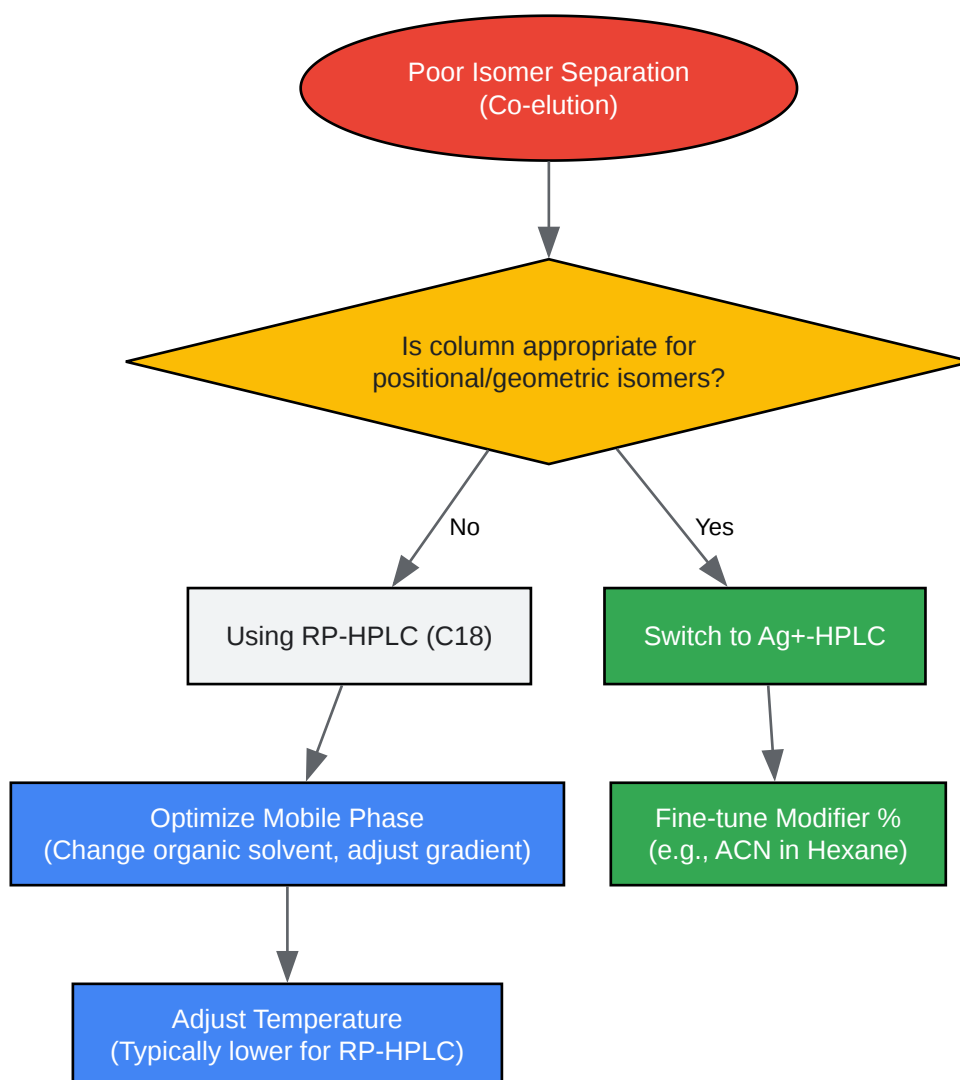 Poor Isomer Separation
(Co-elution)
Is column appropriate for
positional/geometric isomers?
No
Yes
Using RP-HPLC (C18)
Switch to Ag+-HPLC
Optimize Mobile Phase
(Change organic solvent, adjust gradient)
Fine-tune Modifier %
(e.g., ACN in Hexane)
Adjust Temperature
(Typically lower for RP-HPLC)